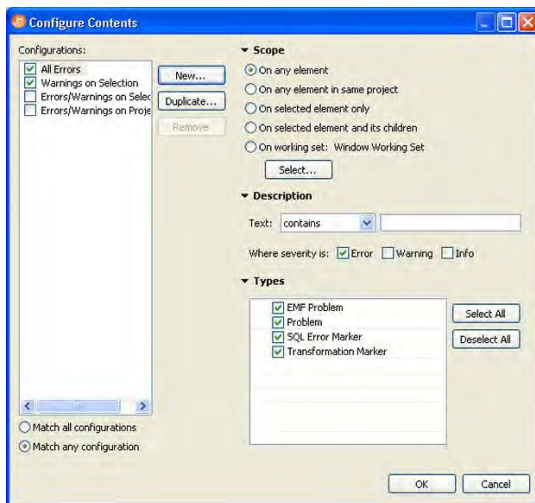 Configure Contents
Configurations:
All Errors
Warnings on Selection
Errors/Warnings on Selec
Errors/Warnings on Proje
New...
Duplicate...
Remove
Match all configurations
Match any configuration
Scope
On any element
On any element in same project
On selected element only
On selected element and its children
On working set: Window Working Set
Select...
Description
Text: contains
Where severity is: Error Warning Info
Types
EMF Problem
Problem
SQL Error Marker
Transformation Marker
Select All
Deselect All
OK Cancel